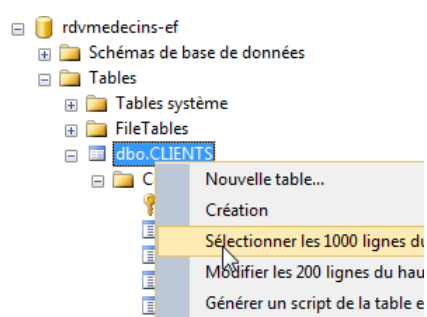 rdvmedecins-ef
Schémas de base de données
Tables
Tables système
FileTables
dbo.CLIENTS
Nouvelle table...
Création
Sélectionner les 1000 lignes du
Modifier les 200 lignes du hau
Générer un script de la table e